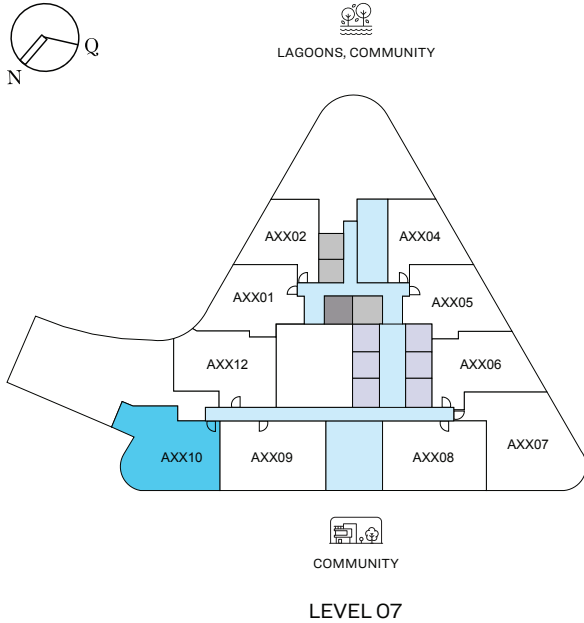 Q
N
LAGOONS, COMMUNITY
AXX02
AXX04
AXX01
AXX05
AXX12
AXX06
AXX07
AXX10
AXX09
AXX08
COMMUNITY
LEVEL 07